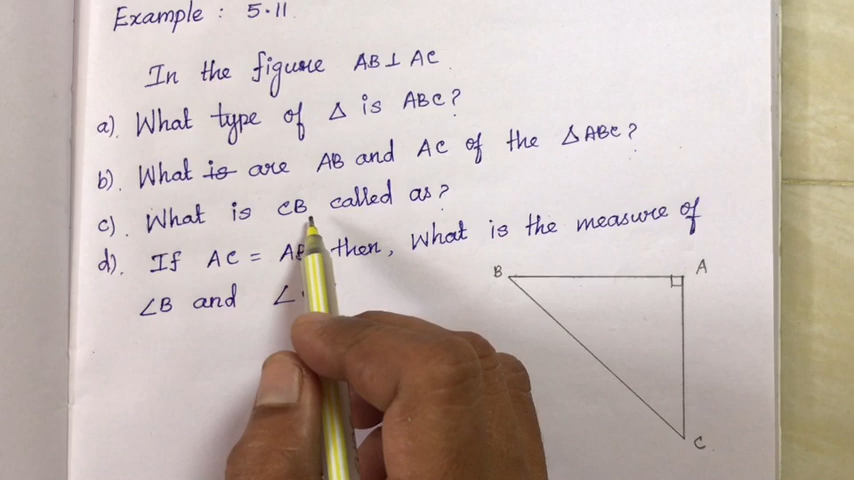 Example : 5.11
In the figure AB ⊥ AC
a). What type of Δ is ABC?
b). What is are AB and AC of the ΔABC?
c). What is CB called as?
d). If AC = AB then, What is the measure of
∠B and ∠
B
A
C